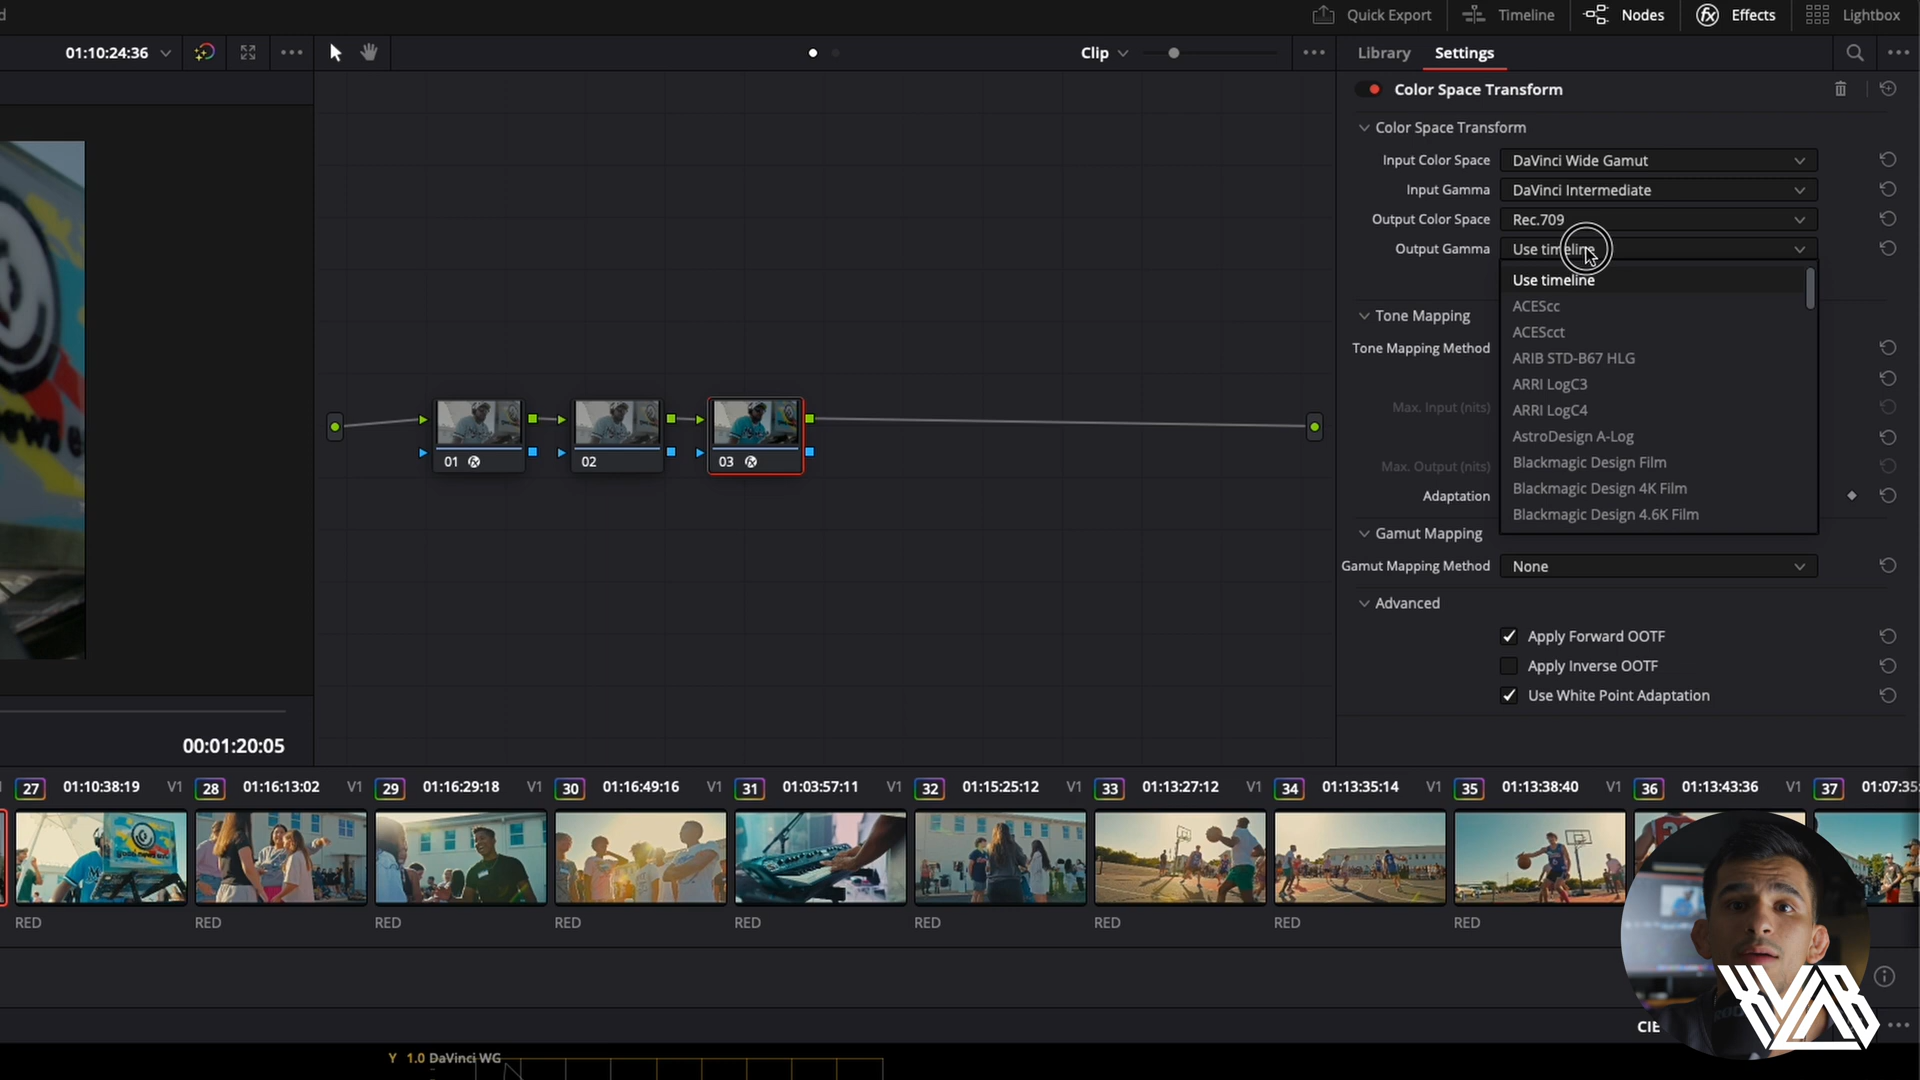 d
Quick Export
Timeline
Nodes
Effects
Lightbox
01:10:24:36
Clip
Library
Settings
Color Space Transform
Color Space Transform
Input Color Space DaVinci Wide Gamut
Input Gamma DaVinci Intermediate
Output Color Space Rec.709
Output Gamma Use timeline
Use timeline
ACEScc
ACEScct
ARIB STD-B67 HLG
ARRI LogC3
ARRI LogC4
AstroDesign A-Log
Blackmagic Design Film
Blackmagic Design 4K Film
Blackmagic Design 4.6K Film
Tone Mapping
Tone Mapping Method
Max. Input (nits)
Max. Output (nits)
Adaptation
Gamut Mapping
Gamut Mapping Method None
Advanced
Apply Forward OOTF
Apply Inverse OOTF
Use White Point Adaptation
01
02
03
00:01:20:05
27 01:10:38:19 V1
28 01:16:13:02 V1
29 01:16:29:18 V1
30 01:16:49:16 V1
31 01:03:57:11 V1
32 01:15:25:12 V1
33 01:13:27:12 V1
34 01:13:35:14 V1
35 01:13:38:40 V1
36 01:13:43:36 V1
37 01:07:35:
RED
RED
RED
RED
RED
RED
RED
RED
RED
CIE
Y 1.0 DaVinci WG